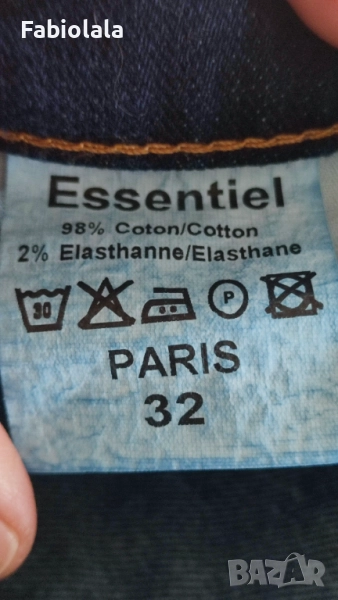 Fabiolala
Essentiel
98% Coton/Cotton
2% Elasthanne/Elasthane
30 P
PARIS
32
BAZAR